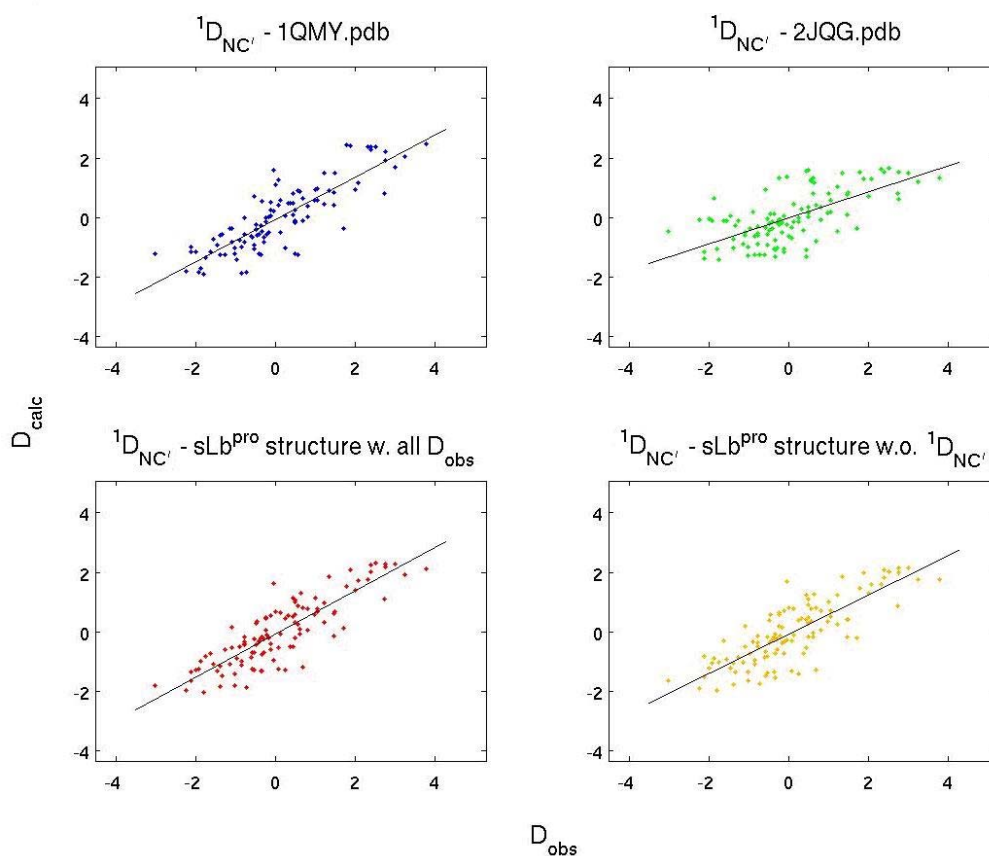 ¹D_NC' - 1QMY.pdb
¹D_NC' - 2JQG.pdb
4
2
0
-2
-4
-4 -2 0 2 4
4
2
0
-2
-4
-4 -2 0 2 4
D_calc
¹D_NC' - sLb^pro structure w. all D_obs
¹D_NC' - sLb^pro structure w.o. ¹D_NC'
4
2
0
-2
-4
-4 -2 0 2 4
4
2
0
-2
-4
-4 -2 0 2 4
D_obs